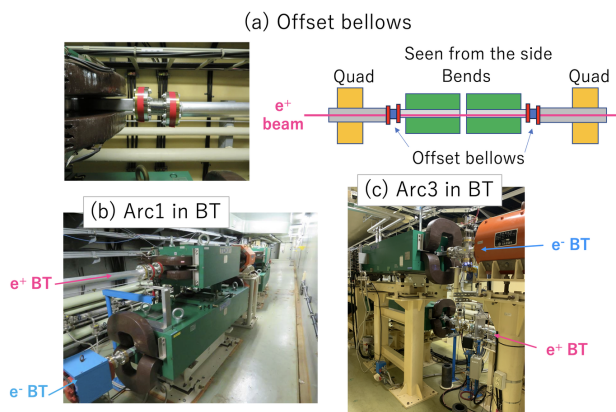 (a) Offset bellows
Seen from the side
Quad
Bends
Quad
e⁺
beam
Offset bellows
(b) Arc1 in BT
(c) Arc3 in BT
e⁻ BT
e⁺ BT
e⁺ BT
e⁻ BT